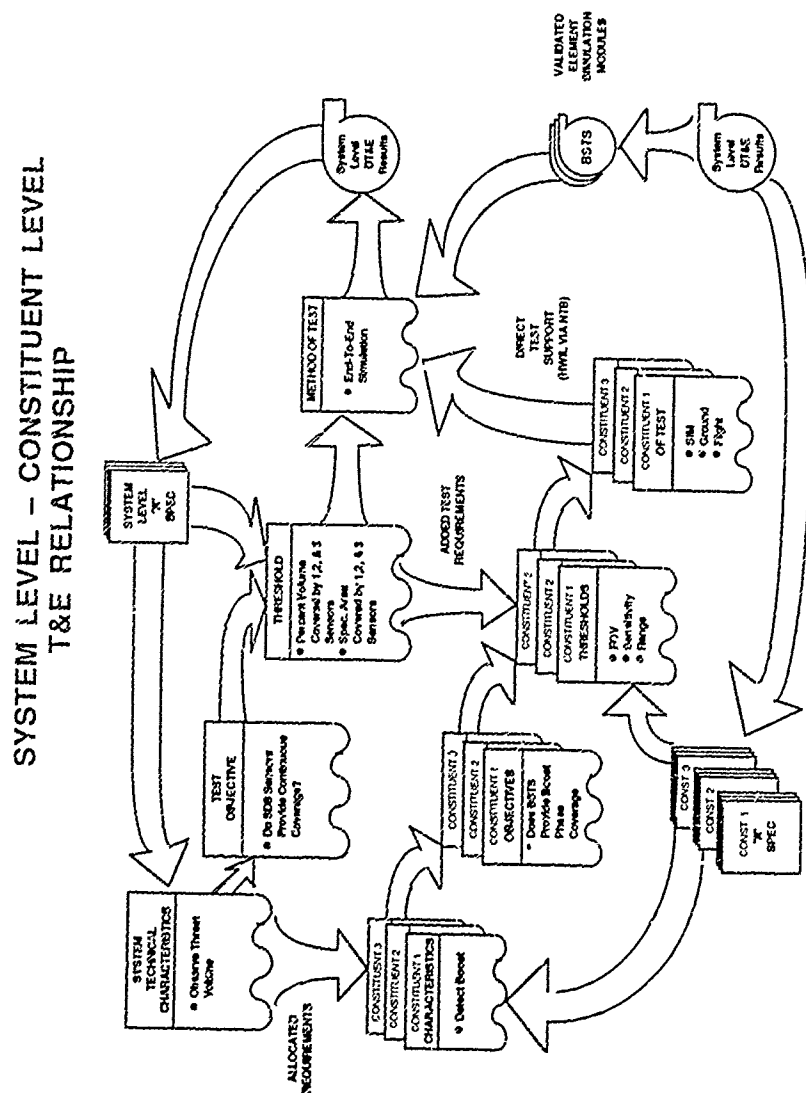 SYSTEM LEVEL – CONSTITUENT LEVEL
T&E RELATIONSHIP
SYSTEM
TECHNICAL
CHARACTERISTICS
Observe Threat
Volume
TEST
OBJECTIVE
Do SDS Sensors
Provide Continuous
Coverage?
SYSTEM
LEVEL
"A"
SPEC
THRESHOLD
Percent Volume
Covered by 1,2, & 3
Sensors
Spec. Area
Covered by 1,2, & 3
Sensors
METHOD OF TEST
End-To-End
Simulation
System
Level
DT&E
Results
ALLOCATED
REQUIREMENTS
ADDED TEST
REQUIREMENTS
DIRECT
TEST
SUPPORT
(HWIL VIA NTB)
VALIDATED
ELEMENT
SIMULATION
MODULES
BSTS
CONSTITUENT 3
CONSTITUENT 2
CONSTITUENT 1
CHARACTERISTICS
Detect Boost
CONSTITUENT 3
CONSTITUENT 2
CONSTITUENT 1
OBJECTIVES
Does BSTS
Provide Boost
Phase
Coverage
CONSTITUENT
CONSTITUENT 2
CONSTITUENT 1
THRESHOLDS
FOV
Sensitivity
Range
CONSTITUENT 3
CONSTITUENT 2
CONSTITUENT 1
OF TEST
SIM
Ground
Flight
System
Level
DT&E
Results
CONST 3
CONST 2
CONST 1
"A"
SPEC